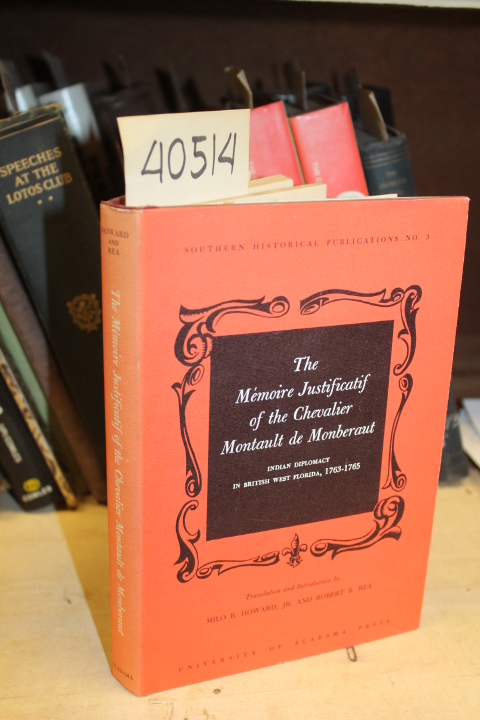 40514
SPEECHES
AT THE
LOTOS CLUB
HOWARD
AND
REA
The Mémoire Justificatif of the Chevalier Montault de Monberaut
ALABAMA
SOUTHERN HISTORICAL PUBLICATIONS NO. 3
The
Mémoire Justificatif
of the Chevalier
Montault de Monberaut
INDIAN DIPLOMACY
IN BRITISH WEST FLORIDA, 1763-1765
Translation and Introduction by
MILO B. HOWARD, JR. AND ROBERT R. REA
UNIVERSITY OF ALABAMA PRESS